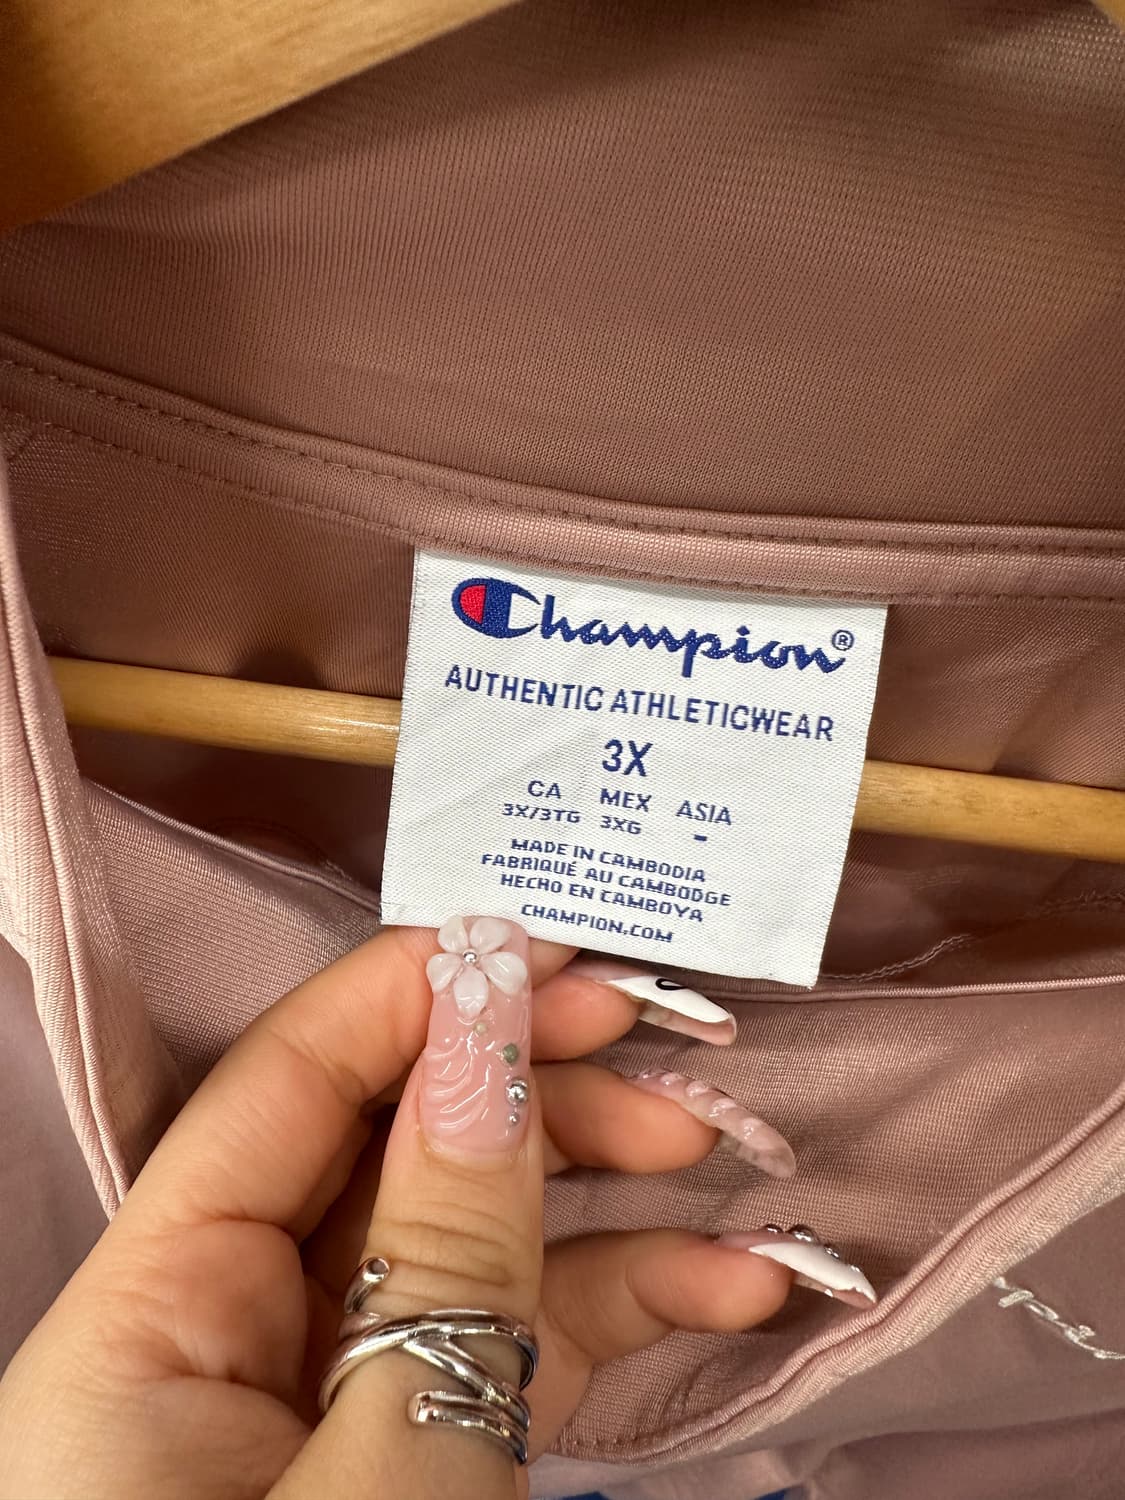 Champion®
AUTHENTIC ATHLETICWEAR
3X
CA MEX ASIA
3X/3TG 3XG -
MADE IN CAMBODIA
FABRIQUÉ AU CAMBODGE
HECHO EN CAMBOYA
CHAMPION.COM